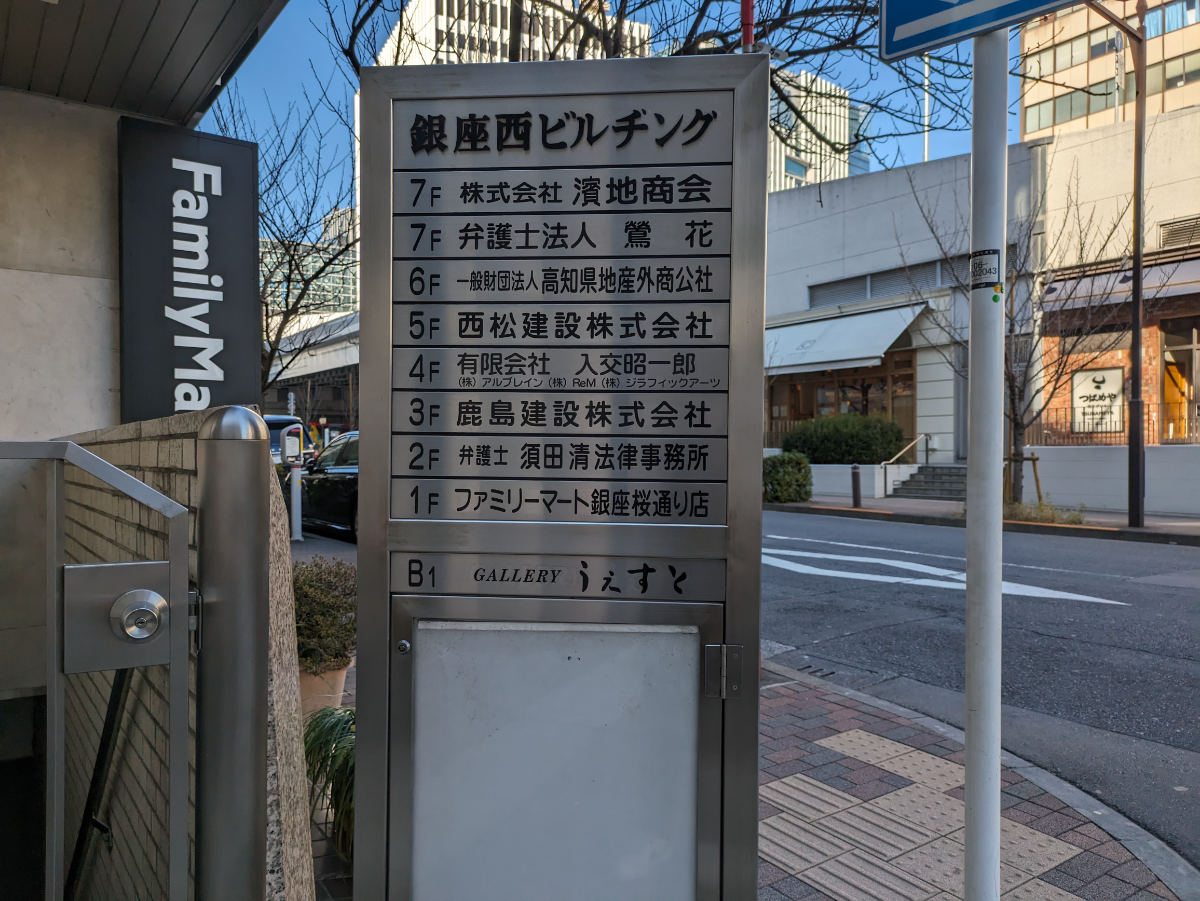 FamilyMa
銀座西ビルヂング
7F 株式会社 濱地商会
7F 弁護士法人 鶯 花
6F 一般財団法人 高知県地産外商公社
5F 西松建設株式会社
4F 有限会社 入交昭一郎
(株) アルブレイン (株) ReM (株) ジラフィックアーツ
3F 鹿島建設株式会社
2F 弁護士 須田清法律事務所
1F ファミリーマート銀座桜通り店
B1 GALLERY うぇすと
つばめや